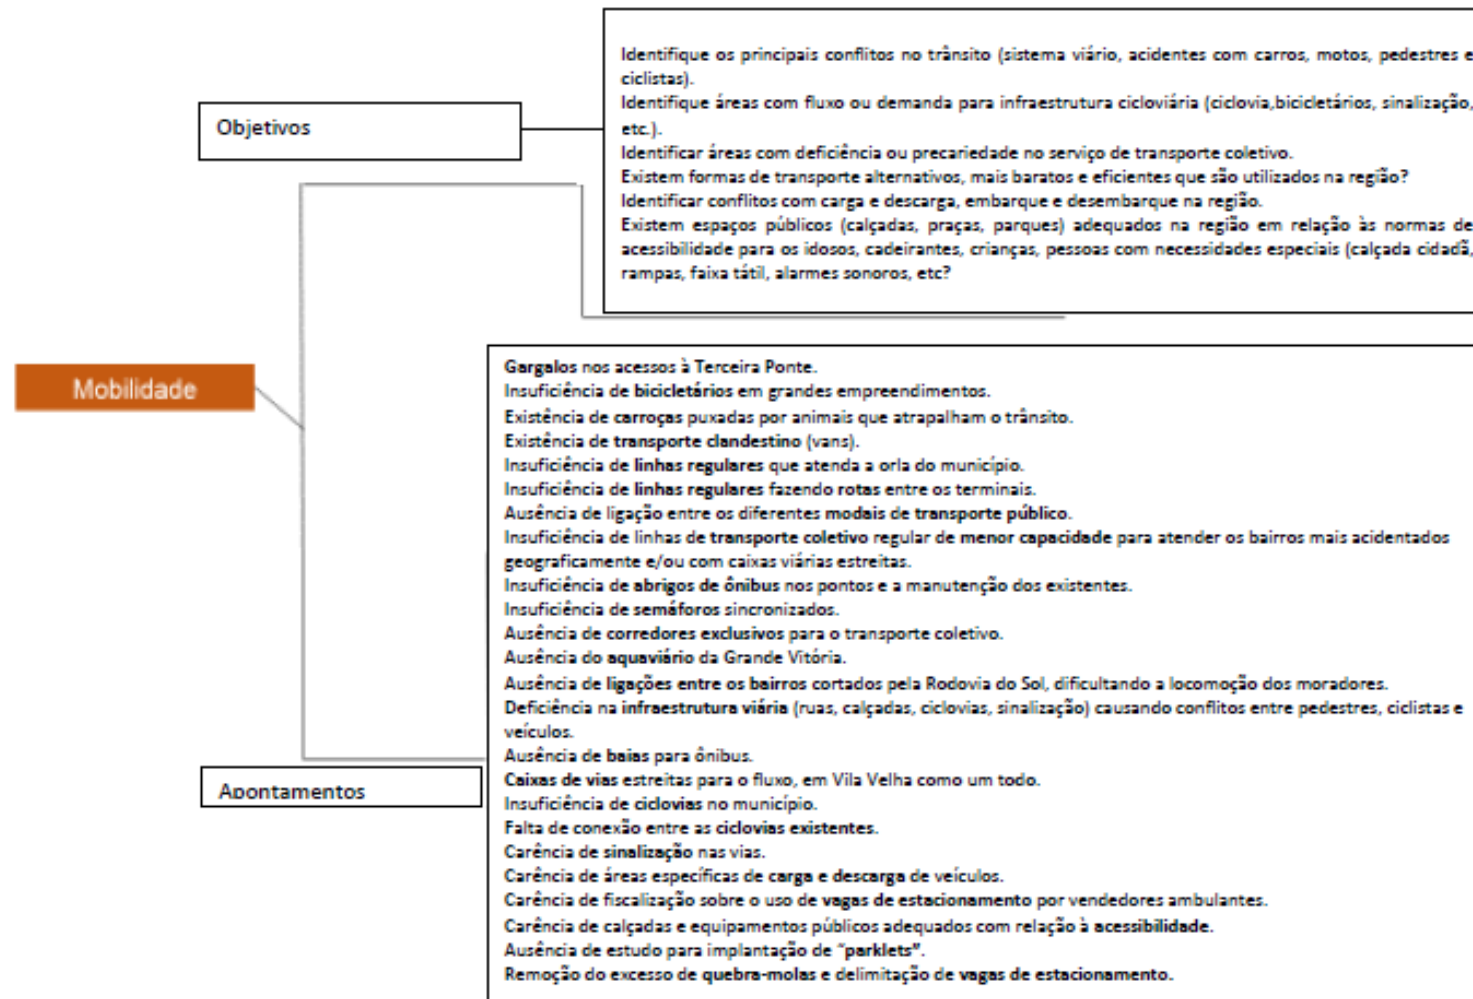 Identifique os principais conflitos no trânsito (sistema viário, acidentes com carros, motos, pedestres e
ciclistas).
Identifique áreas com fluxo ou demanda para infraestrutura cicloviária (ciclovia,bicicletários, sinalização,
etc.).
Identificar áreas com deficiência ou precariedade no serviço de transporte coletivo.
Existem formas de transporte alternativos, mais baratos e eficientes que são utilizados na região?
Identificar conflitos com carga e descarga, embarque e desembarque na região.
Existem espaços públicos (calçadas, praças, parques) adequados na região em relação às normas de
acessibilidade para os idosos, cadeirantes, crianças, pessoas com necessidades especiais (calçada cidadã,
rampas, faixa tátil, alarmes sonoros, etc?
Objetivos
Mobilidade
Gargalos nos acessos à Terceira Ponte.
Insuficiência de bicicletários em grandes empreendimentos.
Existência de carroças puxadas por animais que atrapalham o trânsito.
Existência de transporte clandestino (vans).
Insuficiência de linhas regulares que atenda a orla do município.
Insuficiência de linhas regulares fazendo rotas entre os terminais.
Ausência de ligação entre os diferentes modais de transporte público.
Insuficiência de linhas de transporte coletivo regular de menor capacidade para atender os bairros mais acidentados
geograficamente e/ou com caixas viárias estreitas.
Insuficiência de abrigos de ônibus nos pontos e a manutenção dos existentes.
Insuficiência de semáforos sincronizados.
Ausência de corredores exclusivos para o transporte coletivo.
Ausência do aquaviário da Grande Vitória.
Ausência de ligações entre os bairros cortados pela Rodovia do Sol, dificultando a locomoção dos moradores.
Deficiência na infraestrutura viária (ruas, calçadas, ciclovias, sinalização) causando conflitos entre pedestres, ciclistas e
veículos.
Ausência de baias para ônibus.
Caixas de vias estreitas para o fluxo, em Vila Velha como um todo.
Insuficiência de ciclovias no município.
Falta de conexão entre as ciclovias existentes.
Carência de sinalização nas vias.
Carência de áreas específicas de carga e descarga de veículos.
Carência de fiscalização sobre o uso de vagas de estacionamento por vendedores ambulantes.
Carência de calçadas e equipamentos públicos adequados com relação à acessibilidade.
Ausência de estudo para implantação de “parklets”.
Remoção do excesso de quebra-molas e delimitação de vagas de estacionamento.
Apontamentos